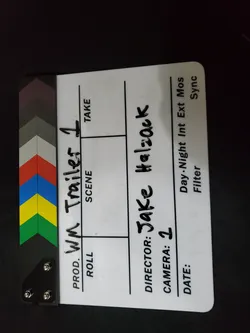 PROD. WM Trailer 1
ROLL SCENE TAKE
DIRECTOR: Jake Halzack
CAMERA: 1
DATE: Day-Night Int Ext Mos
Filter Sync